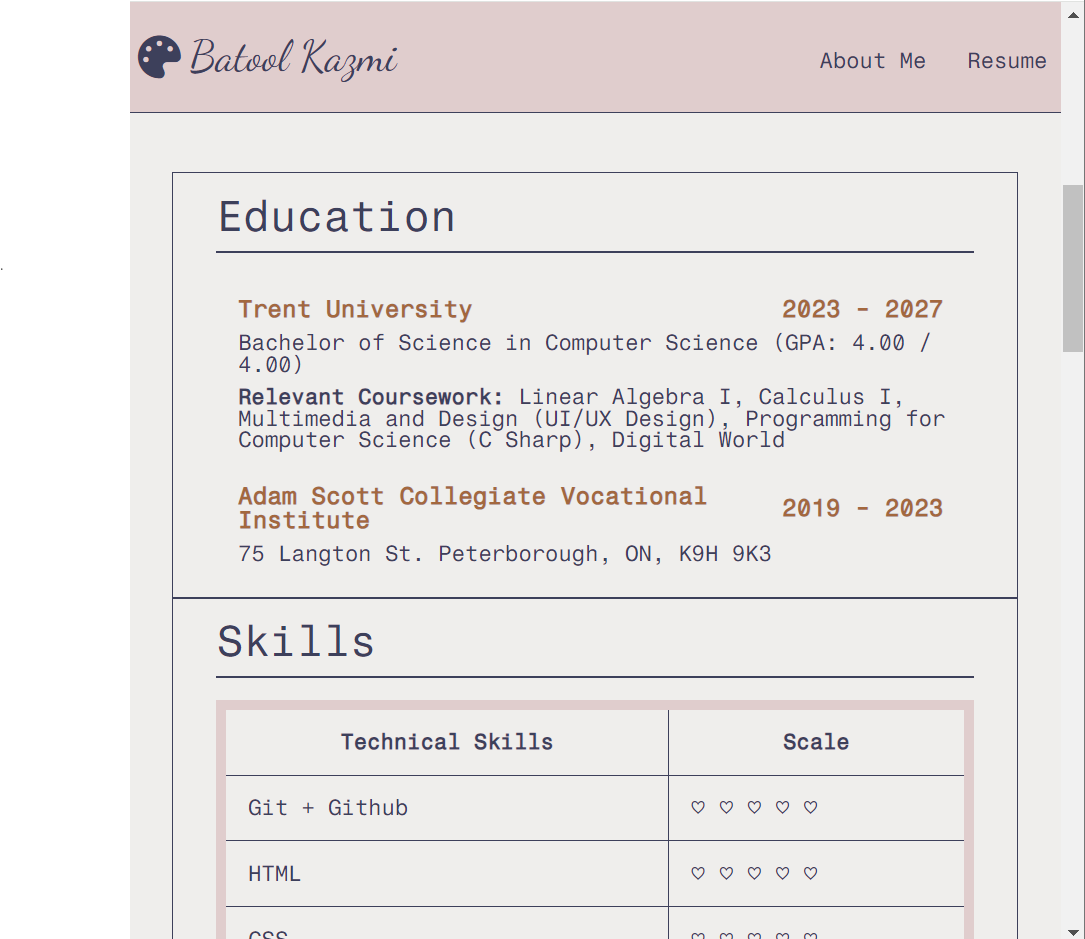 Batool Kazmi
About Me Resume
Education
Trent University 2023 - 2027
Bachelor of Science in Computer Science (GPA: 4.00 /
4.00)
Relevant Coursework: Linear Algebra I, Calculus I,
Multimedia and Design (UI/UX Design), Programming for
Computer Science (C Sharp), Digital World
Adam Scott Collegiate Vocational
Institute
2019 - 2023
75 Langton St. Peterborough, ON, K9H 9K3
Skills
Technical Skills Scale
Git + Github ♡ ♡ ♡ ♡ ♡
HTML ♡ ♡ ♡ ♡ ♡
CSS ♡ ♡ ♡ ♡ ♡